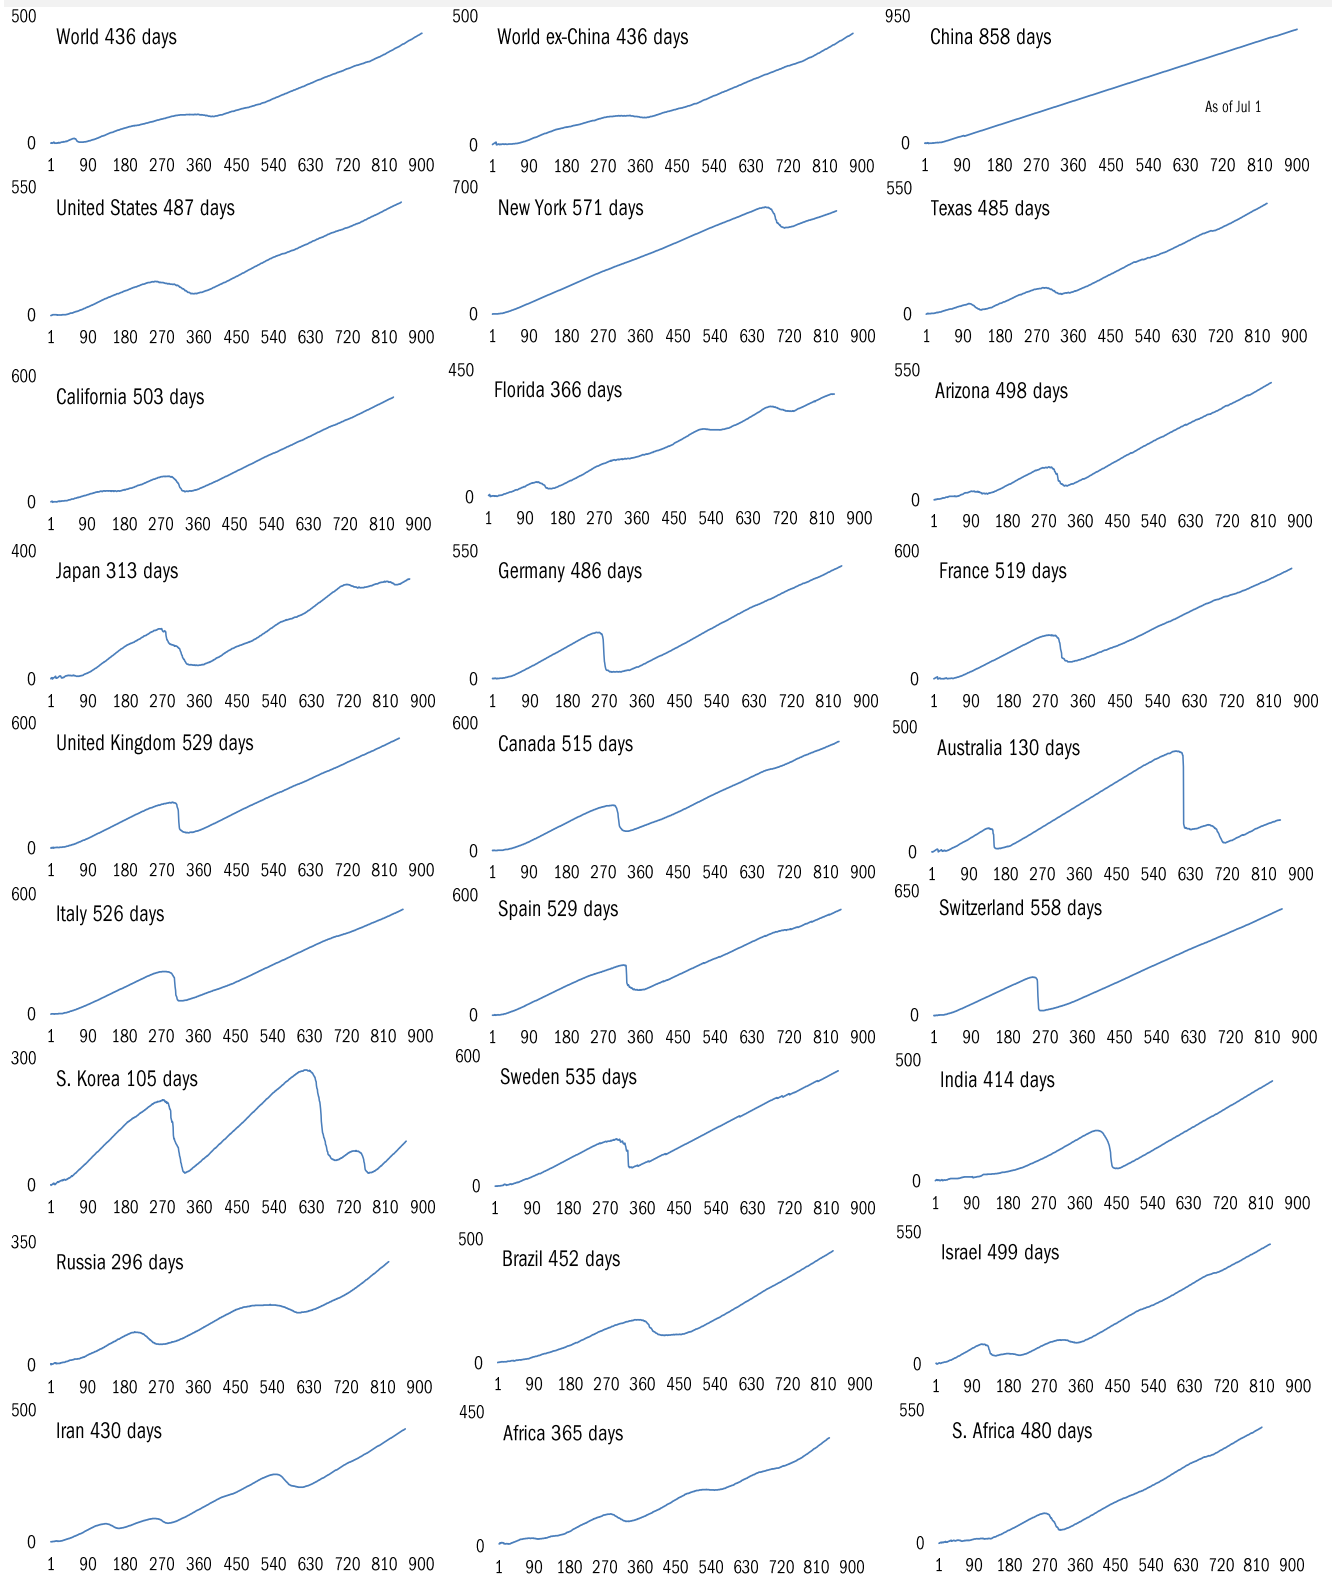 500 500 950
World 436 days World ex-China 436 days China 858 days
As of Jul 1
0 0 0
1 90 180 270 360 450 540 630 720 810 900 1 90 180 270 360 450 540 630 720 810 900 1 90 180 270 360 450 540 630 720 810 900
550 700 550
United States 487 days New York 571 days Texas 485 days
0 0 0
1 90 180 270 360 450 540 630 720 810 900 1 90 180 270 360 450 540 630 720 810 900 1 90 180 270 360 450 540 630 720 810 900
600 450 550
California 503 days Florida 366 days Arizona 498 days
0 0 0
1 90 180 270 360 450 540 630 720 810 900 1 90 180 270 360 450 540 630 720 810 900 1 90 180 270 360 450 540 630 720 810 900
400 550 600
Japan 313 days Germany 486 days France 519 days
0 0 0
1 90 180 270 360 450 540 630 720 810 900 1 90 180 270 360 450 540 630 720 810 900 1 90 180 270 360 450 540 630 720 810 900
600 600 500
United Kingdom 529 days Canada 515 days Australia 130 days
0 0 0
1 90 180 270 360 450 540 630 720 810 900 1 90 180 270 360 450 540 630 720 810 900 1 90 180 270 360 450 540 630 720 810 900
600 600 650
Italy 526 days Spain 529 days Switzerland 558 days
0 0 0
1 90 180 270 360 450 540 630 720 810 900 1 90 180 270 360 450 540 630 720 810 900 1 90 180 270 360 450 540 630 720 810 900
300 600 500
S. Korea 105 days Sweden 535 days India 414 days
0 0 0
1 90 180 270 360 450 540 630 720 810 900 1 90 180 270 360 450 540 630 720 810 900 1 90 180 270 360 450 540 630 720 810 900
350 500 550
Russia 296 days Brazil 452 days Israel 499 days
0 0 0
1 90 180 270 360 450 540 630 720 810 900 1 90 180 270 360 450 540 630 720 810 900 1 90 180 270 360 450 540 630 720 810 900
500 450 550
Iran 430 days Africa 365 days S. Africa 480 days
0 0 0
1 90 180 270 360 450 540 630 720 810 900 1 90 180 270 360 450 540 630 720 810 900 1 90 180 270 360 450 540 630 720 810 900